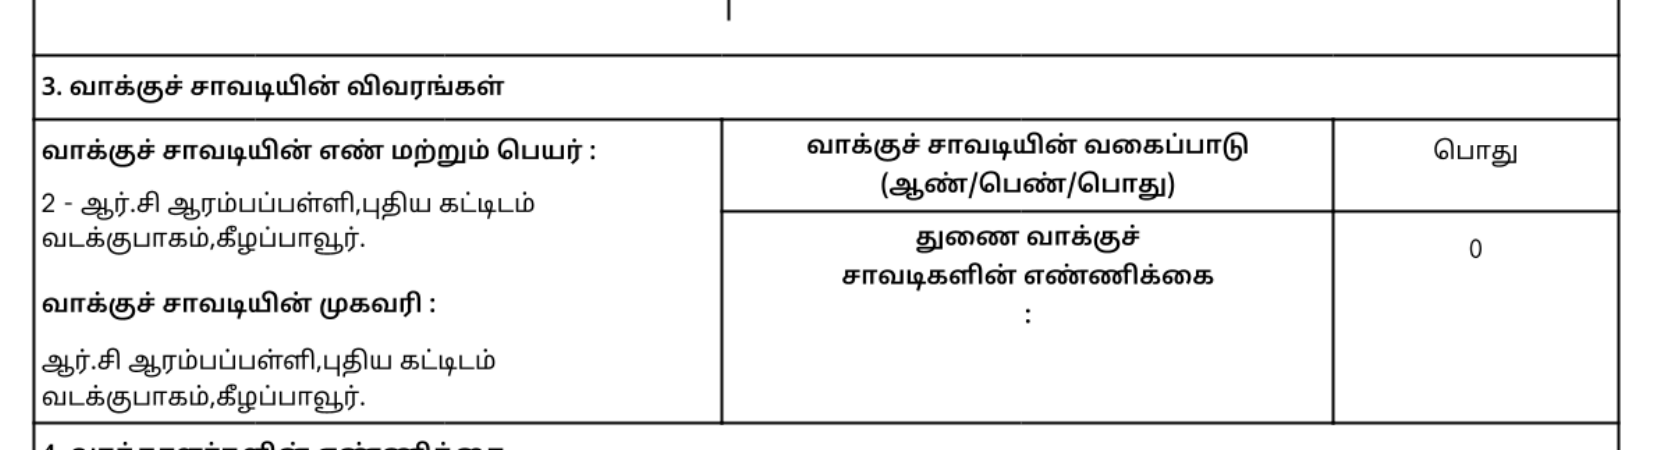 3. வாக்குச் சாவடியின் விவரங்கள்
வாக்குச் சாவடியின் எண் மற்றும் பெயர் :
2 - ஆர்.சி ஆரம்பப்பள்ளி,புதிய கட்டிடம்
வடக்குபாகம்,கீழப்பாவூர்.
வாக்குச் சாவடியின் முகவரி :
ஆர்.சி ஆரம்பப்பள்ளி,புதிய கட்டிடம்
வடக்குபாகம்,கீழப்பாவூர்.
வாக்குச் சாவடியின் வகைப்பாடு
(ஆண்/பெண்/பொது)
பொது
துணை வாக்குச்
சாவடிகளின் எண்ணிக்கை
:
0